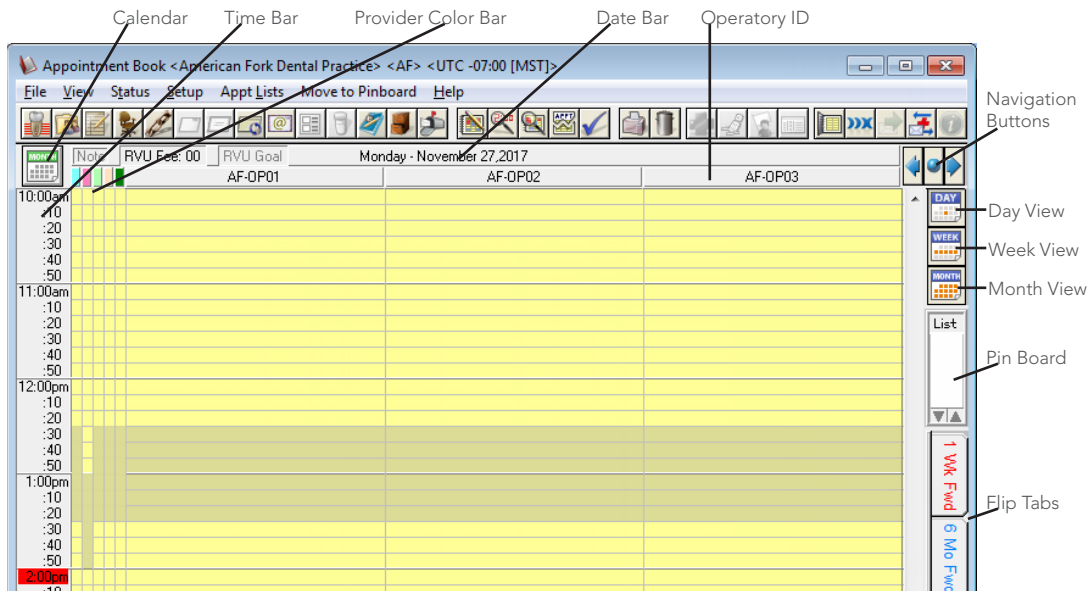 Calendar Time Bar Provider Color Bar Date Bar Operatory ID
Appointment Book <American Fork Dental Practice> <AF> <UTC -07:00 [MST]>
File View Status Setup Appt Lists Move to Pinboard Help
Navigation
Buttons
MONTH Note RVU Fee: 00 RVU Goal Monday - November 27,2017
AF-OP01 AF-OP02 AF-OP03
10:00am
:10
:20
:30
:40
:50
11:00am
:10
:20
:30
:40
:50
12:00pm
:10
:20
:30
:40
:50
1:00pm
:10
:20
:30
:40
:50
2:00pm
:10
DAY
Day View
WEEK
Week View
MONTH
Month View
List
Pin Board
1 Wk Fwd
Flip Tabs
6 Mo Fwd